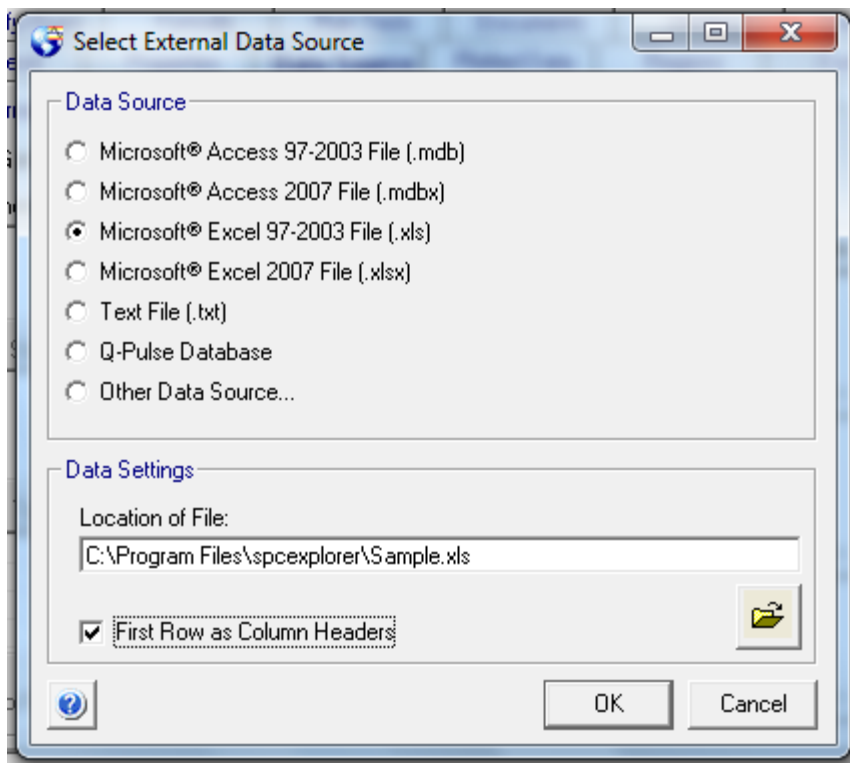 Select External Data Source
Data Source
Microsoft® Access 97-2003 File (.mdb)
Microsoft® Access 2007 File (.mdbx)
Microsoft® Excel 97-2003 File (.xls)
Microsoft® Excel 2007 File (.xlsx)
Text File (.txt)
Q-Pulse Database
Other Data Source...
Data Settings
Location of File:
C:\Program Files\spcexplorer\Sample.xls
First Row as Column Headers
OK
Cancel